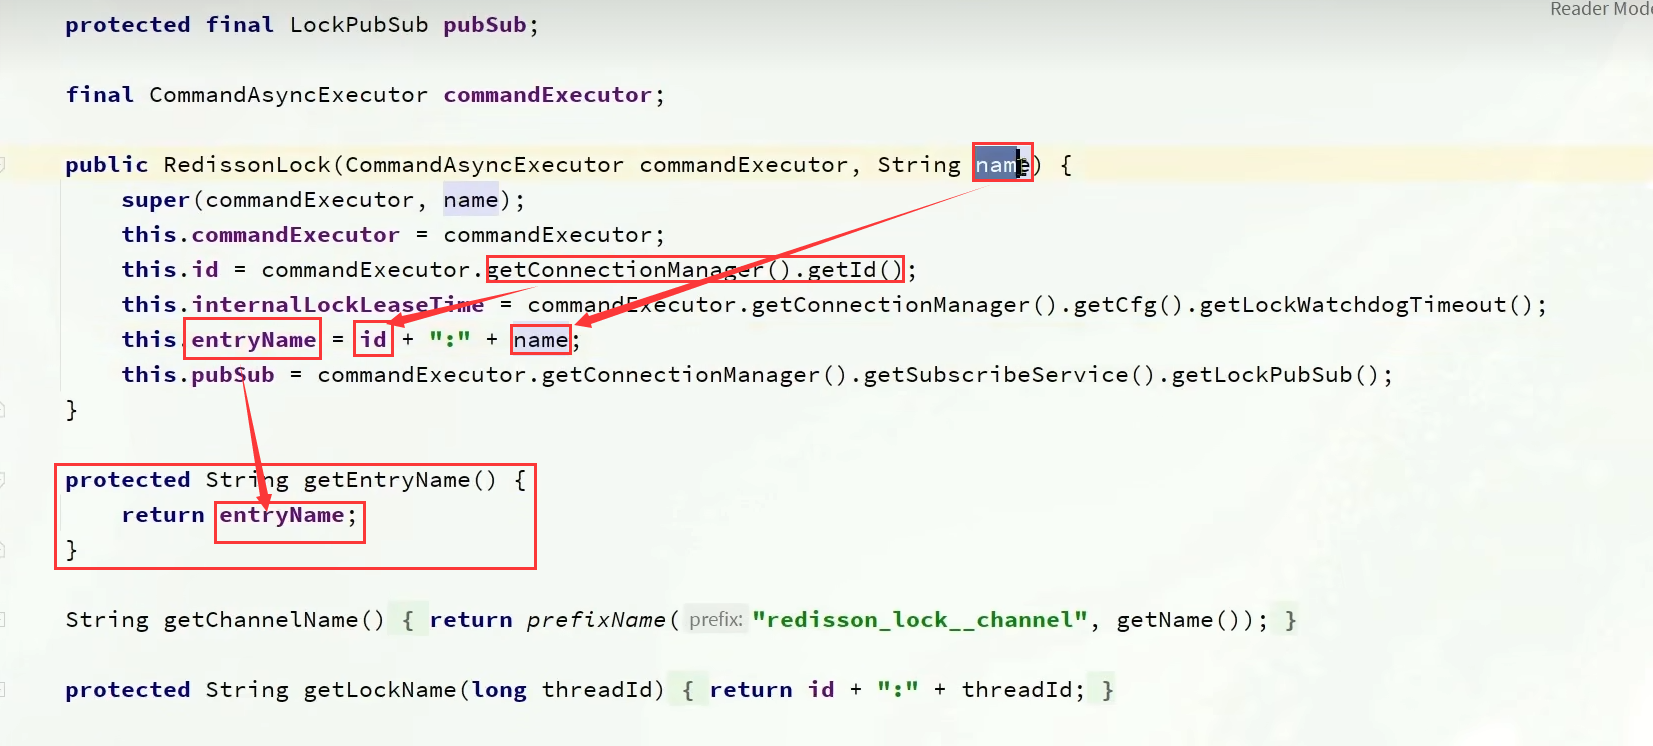 Reader Mode
protected final LockPubSub pubSub;
final CommandAsyncExecutor commandExecutor;
public RedissonLock(CommandAsyncExecutor commandExecutor, String name) {
super(commandExecutor, name);
this.commandExecutor = commandExecutor;
this.id = commandExecutor.getConnectionManager().getId();
this.internalLockLeaseTime = commandExecutor.getConnectionManager().getCfg().getLockWatchdogTimeout();
this.entryName = id + ":" + name;
this.pubSub = commandExecutor.getConnectionManager().getSubscribeService().getLockPubSub();
}
protected String getEntryName() {
return entryName;
}
String getChannelName() { return prefixName( prefix: "redisson_lock__channel", getName()); }
protected String getLockName(long threadId) { return id + ":" + threadId; }